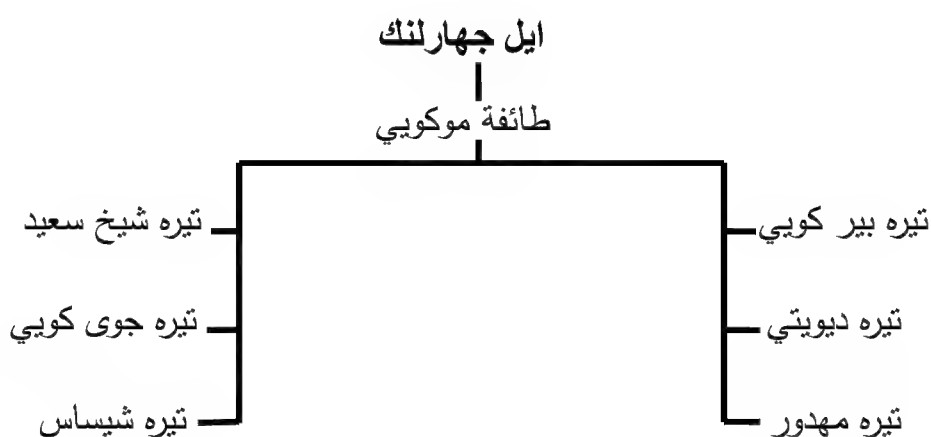 ايل جهارلنك
طائفة موكويي
تيره بير كويي
تيره شيخ سعيد
تيره ديويتي
تيره جوى كويي
تيره مهدور
تيره شيساس